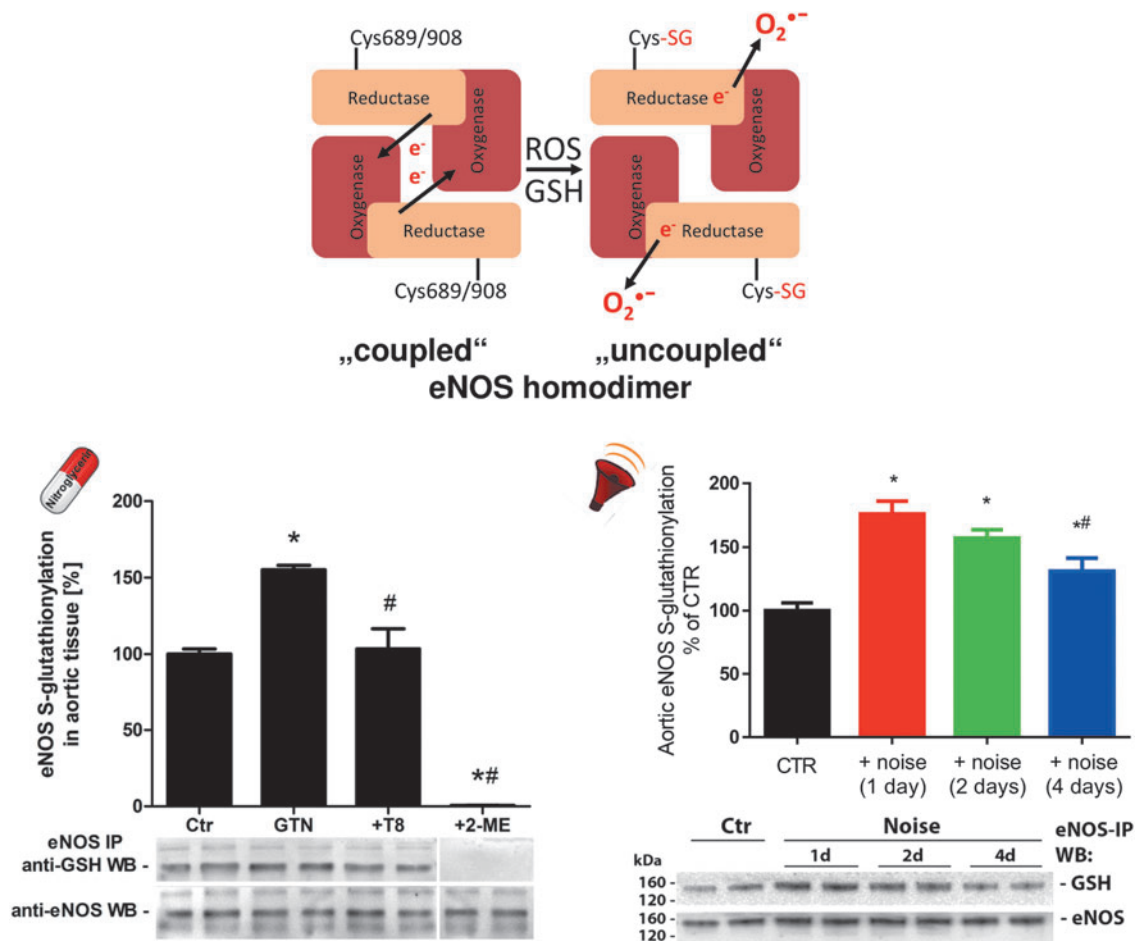 Cys689/908
Reductase
Oxygenase
e-
e-
Oxygenase
Reductase
Cys689/908
ROS
GSH
O2•−
Cys-SG
Reductase e-
Oxygenase
Oxygenase
e- Reductase
O2•−
Cys-SG
„coupled“ „uncoupled“
eNOS homodimer
Nitroglycerin
eNOS S-glutathionylation
in aortic tissue [%]
200
150
100
50
0
*
#
*#
Ctr GTN +T8 +2-ME
eNOS IP
anti-GSH WB -
anti-eNOS WB -
Aortic eNOS S-glutathionylation
% of CTR
200
150
100
50
0
*
*
*#
CTR
+ noise
(1 day)
+ noise
(2 days)
+ noise
(4 days)
Ctr Noise eNOS-IP
kDa 1d 2d 4d WB:
160 -
120 -
- GSH
160 -
120 -
- eNOS